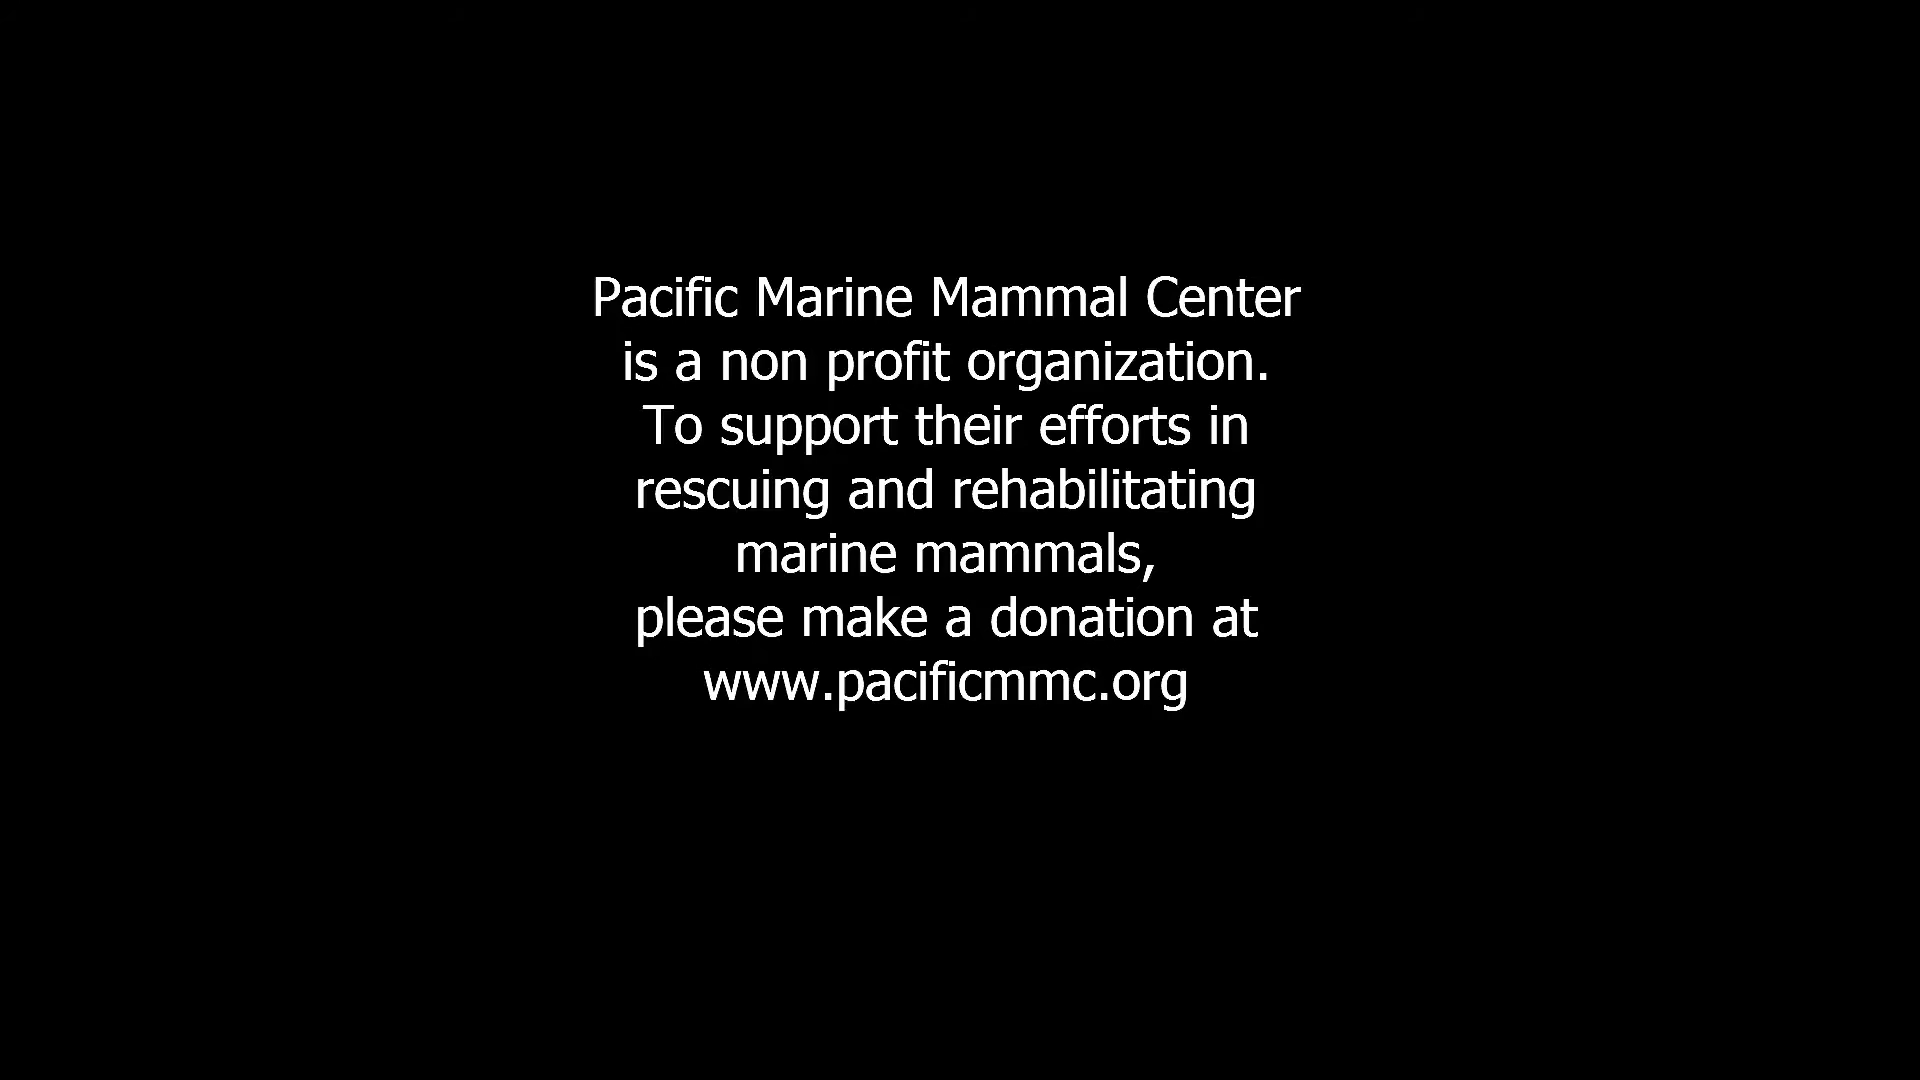 Pacific Marine Mammal Center
is a non profit organization.
To support their efforts in
rescuing and rehabilitating
marine mammals,
please make a donation at
www.pacificmmc.org